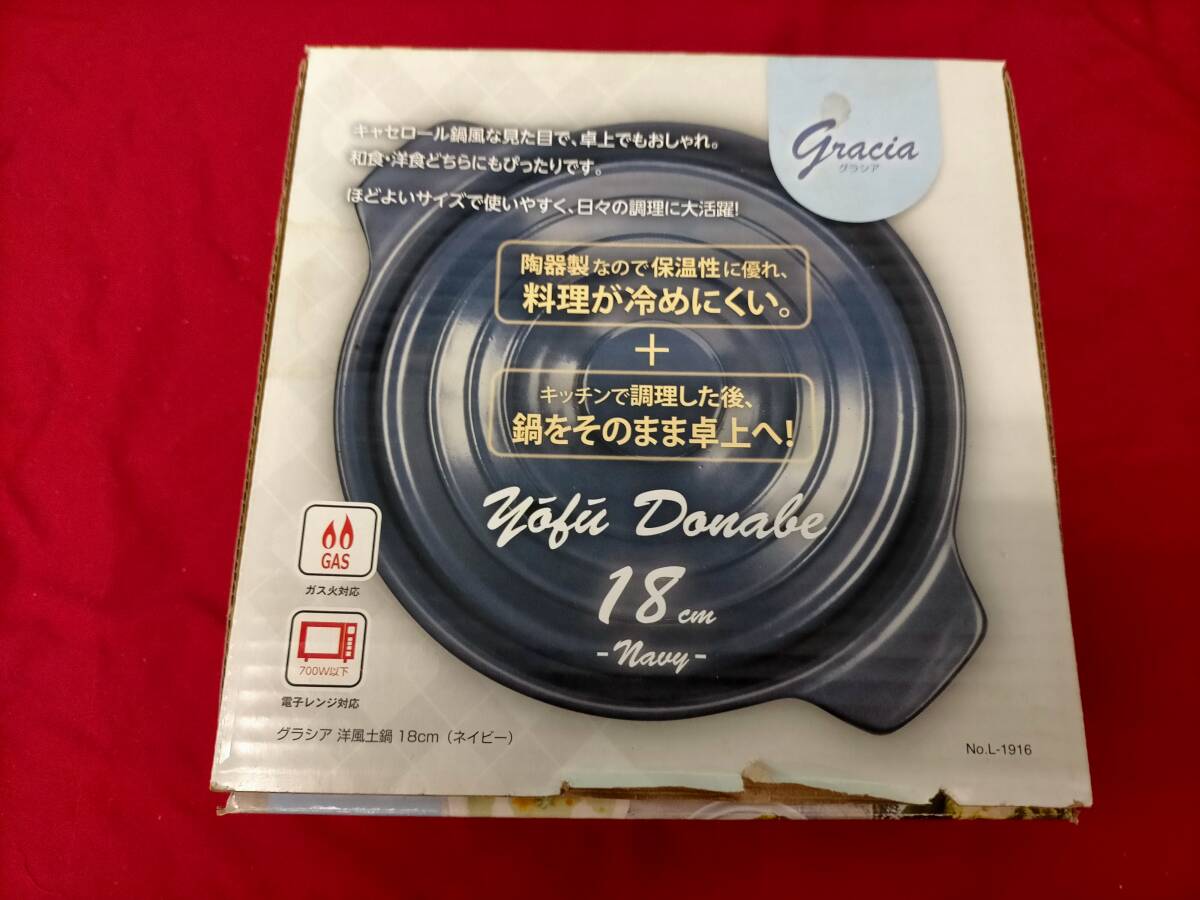 キャセロール鍋風な見た目で、卓上でもおしゃれ。
和食・洋食どちらにもぴったりです。
ほどよいサイズで使いやすく、日々の調理に大活躍!
gracia
グラシア
陶器製なので保温性に優れ、
料理が冷めにくい。
+
キッチンで調理した後、
鍋をそのまま卓上へ!
Yōfū Donabe
18cm
-Navy-
GAS
ガス火対応
700W以下
電子レンジ対応
グラシア 洋風土鍋 18cm（ネイビー）
No.L-1916